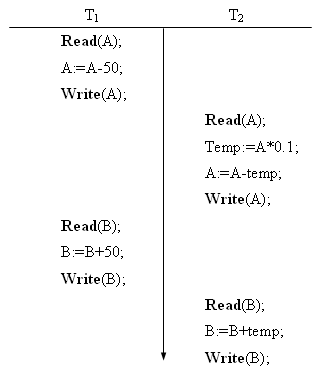 T₁ T₂
Read(A);
A:=A-50;
Write(A);
Read(A);
Temp:=A*0.1;
A:=A-temp;
Write(A);
Read(B);
B:=B+50;
Write(B);
Read(B);
B:=B+temp;
Write(B);